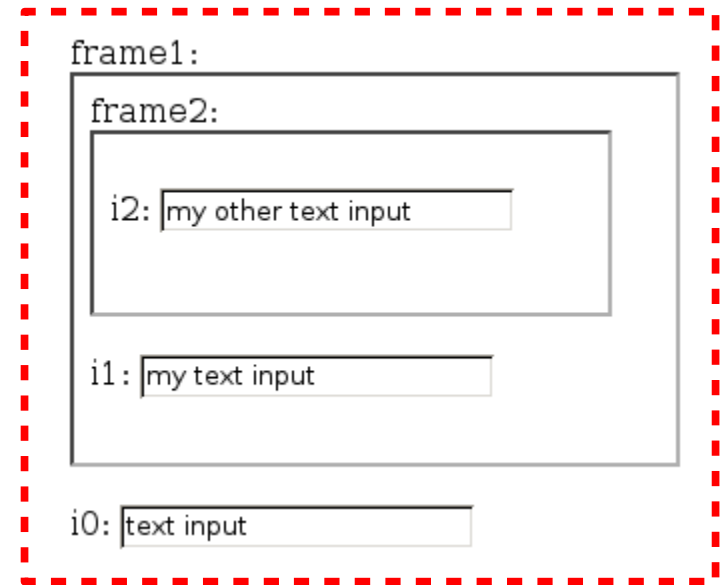 frame1:
frame2:
i2: my other text input
i1: my text input
i0: text input